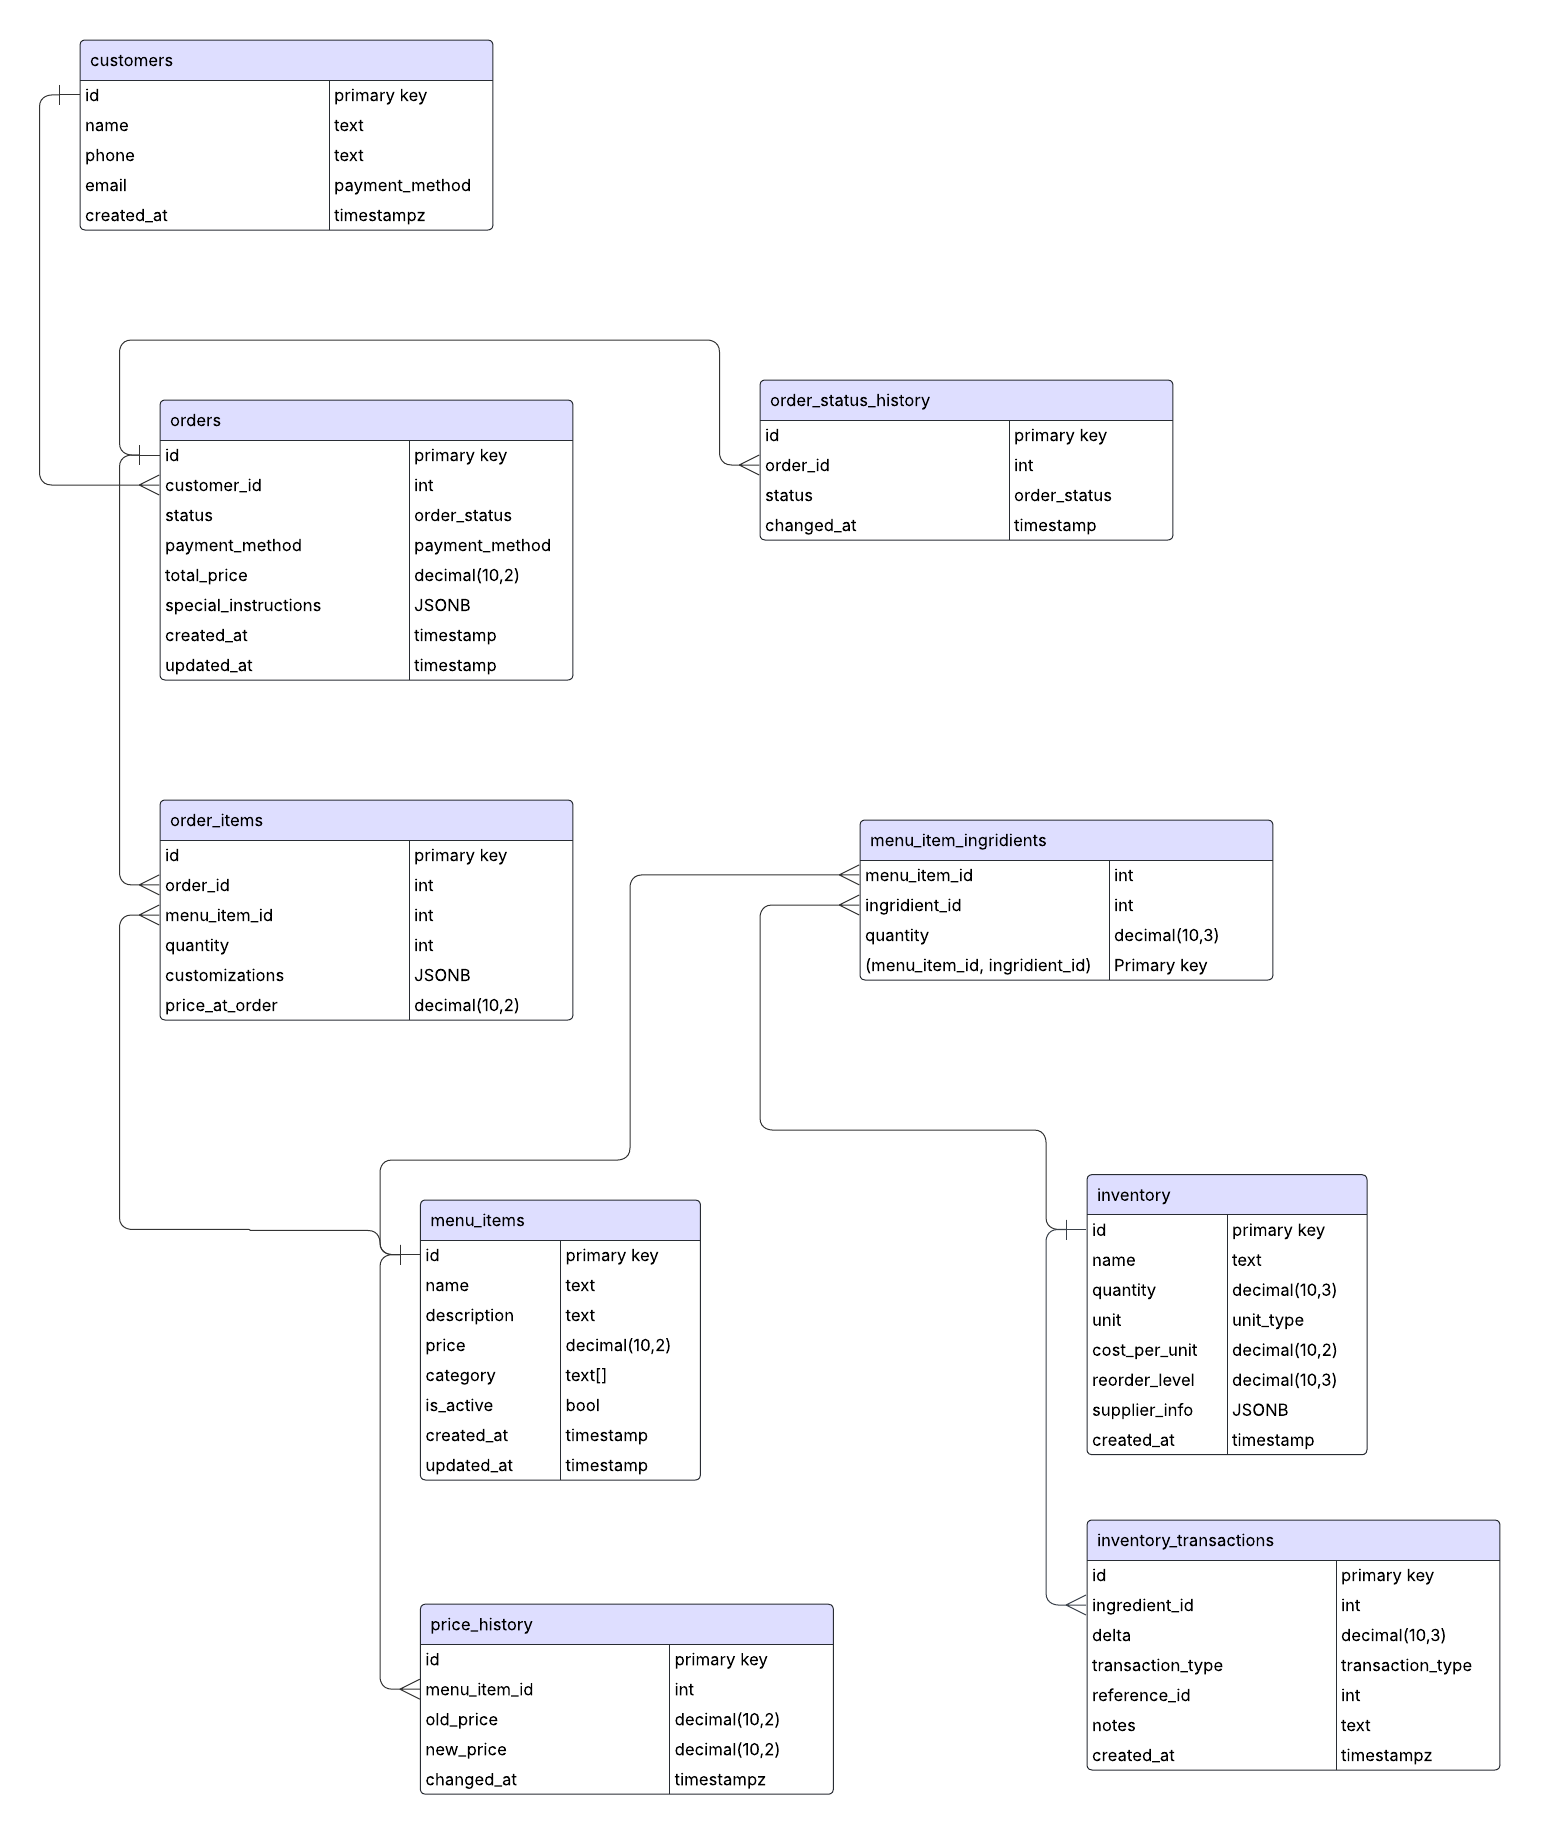 customers
id primary key
name text
phone text
email payment_method
created_at timestampz
orders
id primary key
customer_id int
status order_status
payment_method payment_method
total_price decimal(10,2)
special_instructions JSONB
created_at timestamp
updated_at timestamp
order_status_history
id primary key
order_id int
status order_status
changed_at timestamp
order_items
id primary key
order_id int
menu_item_id int
quantity int
customizations JSONB
price_at_order decimal(10,2)
menu_item_ingridients
menu_item_id int
ingridient_id int
quantity decimal(10,3)
(menu_item_id, ingridient_id) Primary key
menu_items
id primary key
name text
description text
price decimal(10,2)
category text[]
is_active bool
created_at timestamp
updated_at timestamp
inventory
id primary key
name text
quantity decimal(10,3)
unit unit_type
cost_per_unit decimal(10,2)
reorder_level decimal(10,3)
supplier_info JSONB
created_at timestamp
price_history
id primary key
menu_item_id int
old_price decimal(10,2)
new_price decimal(10,2)
changed_at timestampz
inventory_transactions
id primary key
ingredient_id int
delta decimal(10,3)
transaction_type transaction_type
reference_id int
notes text
created_at timestampz